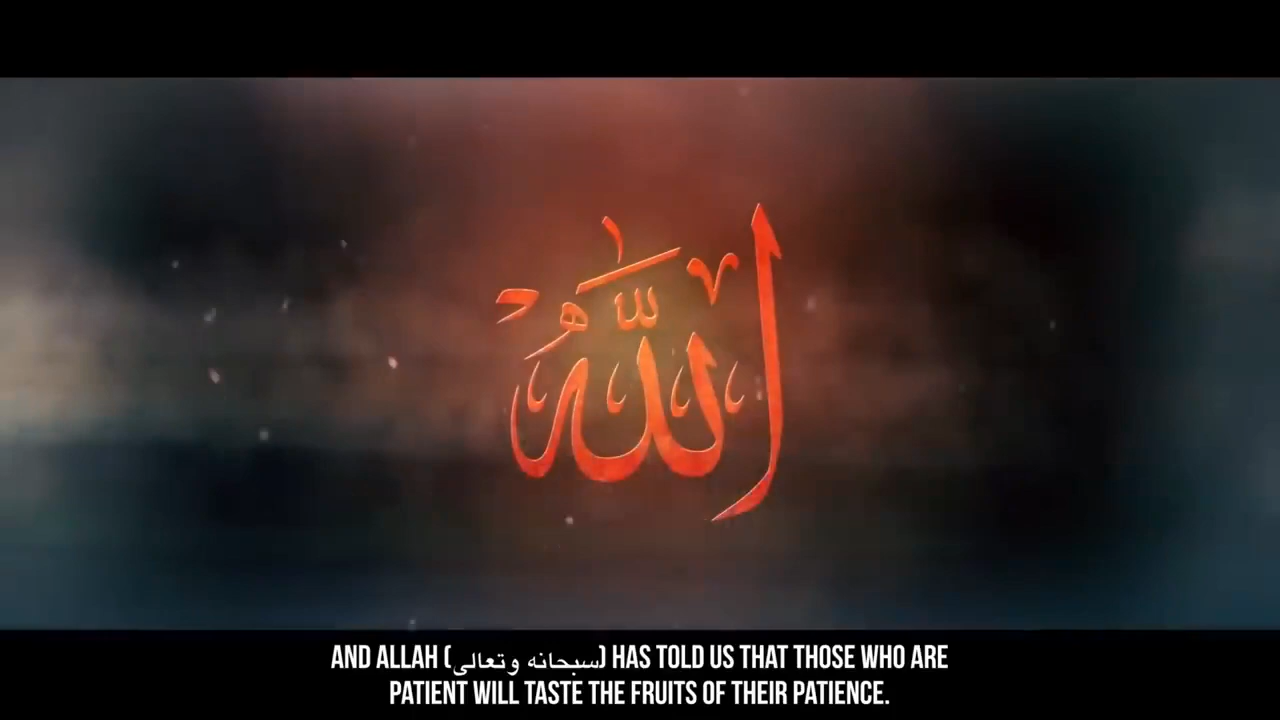 الله
AND ALLAH (سبحانه وتعالى) HAS TOLD US THAT THOSE WHO ARE
PATIENT WILL TASTE THE FRUITS OF THEIR PATIENCE.